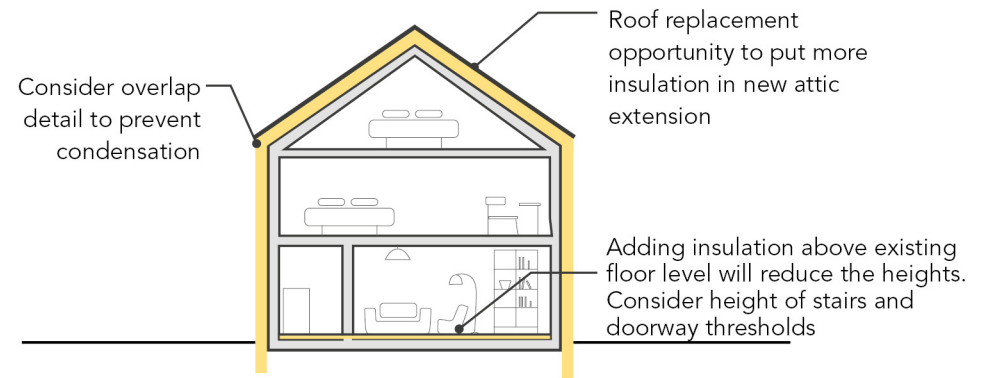 Roof replacement
opportunity to put more
insulation in new attic
extension
Consider overlap
detail to prevent
condensation
Adding insulation above existing
floor level will reduce the heights.
Consider height of stairs and
doorway thresholds